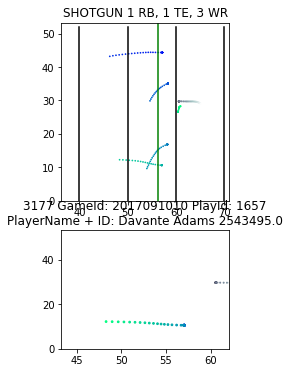 SHOTGUN 1 RB, 1 TE, 3 WR
50
40
30
20
10
0
40 50 60 70
3177 GameId: 2017091010 PlayId: 1657
PlayerName + ID: Davante Adams 2543495.0
40
20
0
45 50 55 60